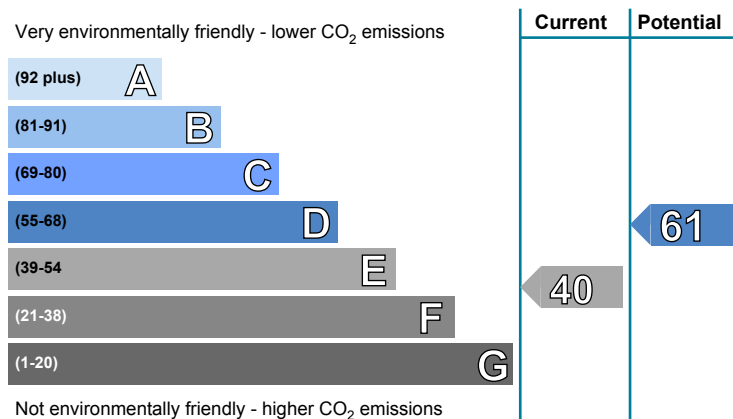 Very environmentally friendly - lower CO2 emissions
Current
Potential
(92 plus) A
(81-91) B
(69-80) C
(55-68) D
61
(39-54 E
40
(21-38) F
(1-20) G
Not environmentally friendly - higher CO2 emissions